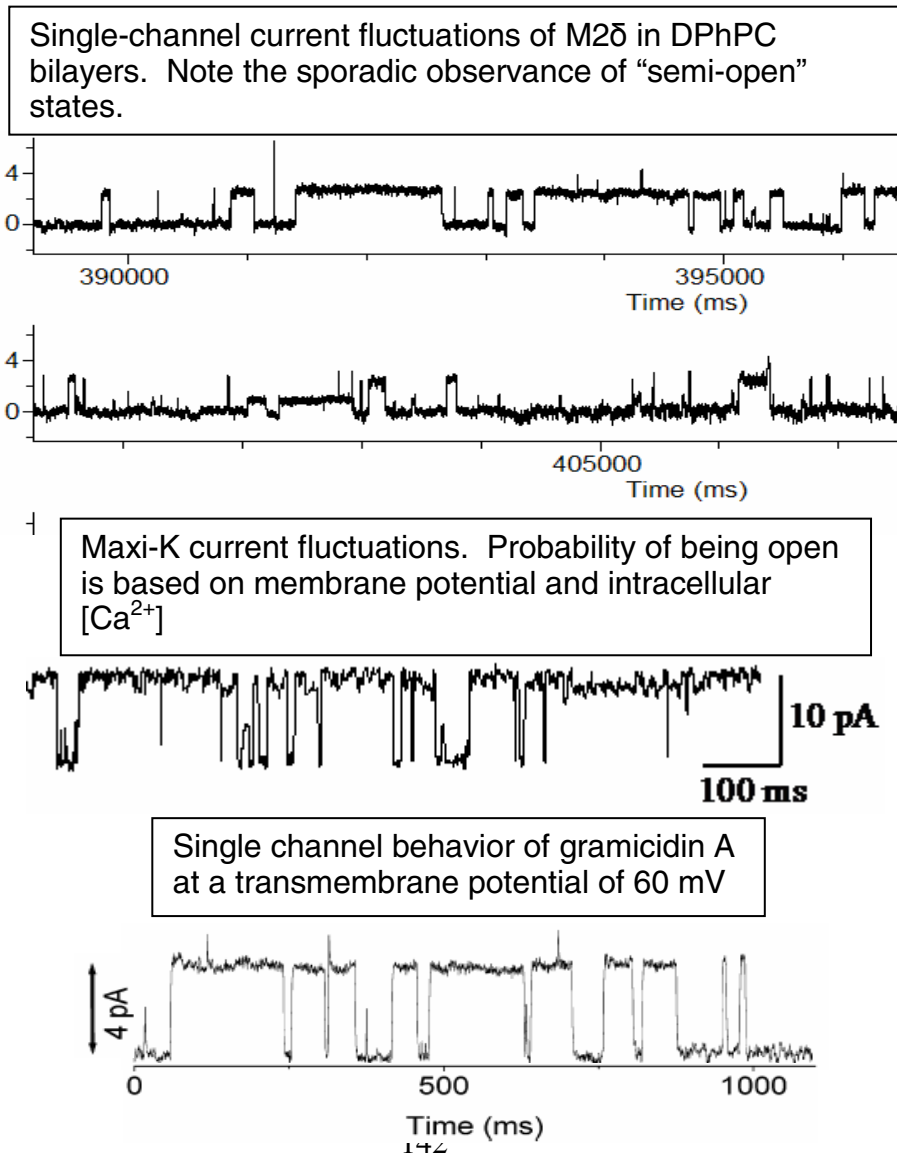 Single-channel current fluctuations of M2δ in DPhPC
bilayers.  Note the sporadic observance of “semi-open”
states.
4
0
390000
395000
Time (ms)
4
0
405000
Time (ms)
Maxi-K current fluctuations.  Probability of being open
is based on membrane potential and intracellular
[Ca²⁺]
10 pA
100 ms
Single channel behavior of gramicidin A
at a transmembrane potential of 60 mV
4 pA
0
500
1000
Time (ms)
142